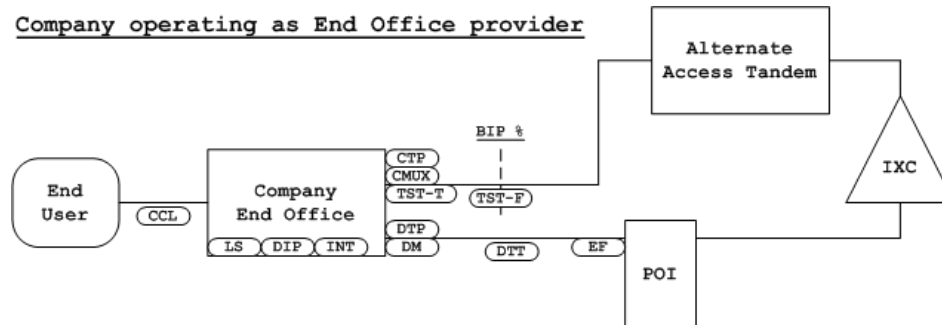 Company operating as End Office provider
Alternate
Access Tandem
BIP %
IXC
CTP
CMUX
TST-T
TST-F
End
User
CCL
Company
End Office
LS
DIP
INT
DTP
DM
DTT
EF
POI